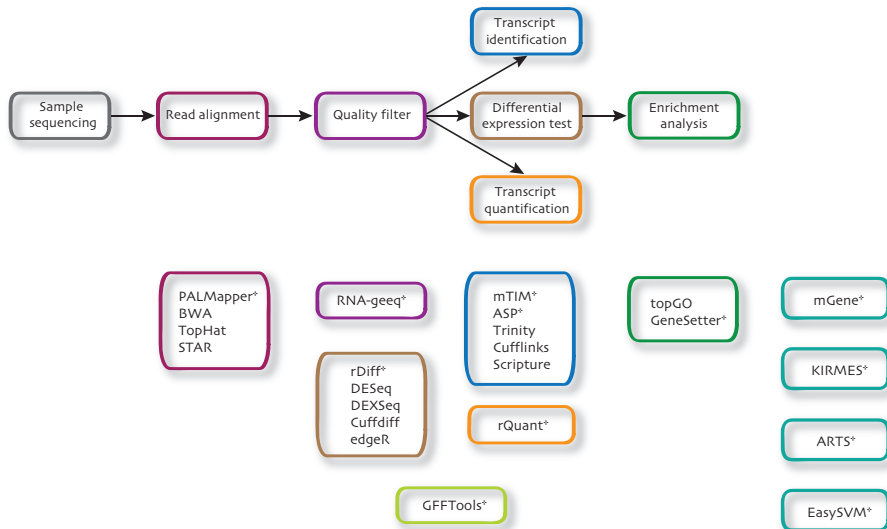 Transcript
identification
Sample
sequencing
Read alignment
Quality filter
Differential
expression test
Enrichment
analysis
Transcript
quantification
PALMapper*
BWA
TopHat
STAR
RNA-geeq*
rDiff*
DESeq
DEXSeq
Cuffdiff
edgeR
mTIM*
ASP*
Trinity
Cufflinks
Scripture
rQuant*
GFFTools*
topGO
GeneSetter*
mGene*
KIRMES*
ARTS*
EasySVM*